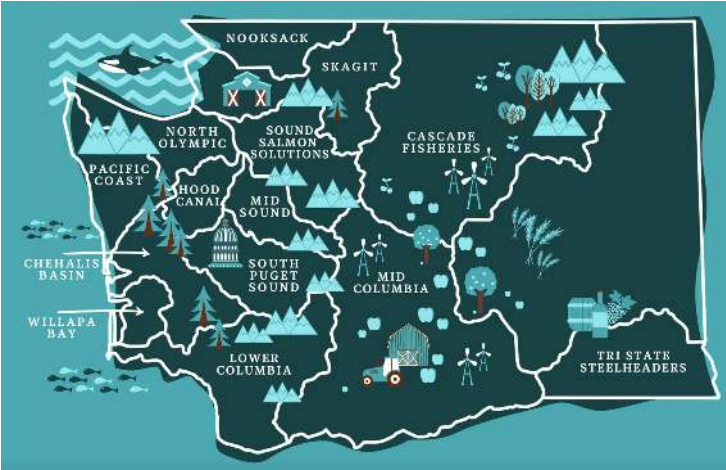 NOOKSACK
SKAGIT
NORTH
OLYMPIC
SOUND
SALMON
SOLUTIONS
CASCADE
FISHERIES
PACIFIC
COAST
HOOD
CANAL
MID
SOUND
CHEHALIS
BASIN
SOUTH
PUGET
SOUND
MID
COLUMBIA
WILLAPA
BAY
LOWER
COLUMBIA
TRI STATE
STEELHEADERS